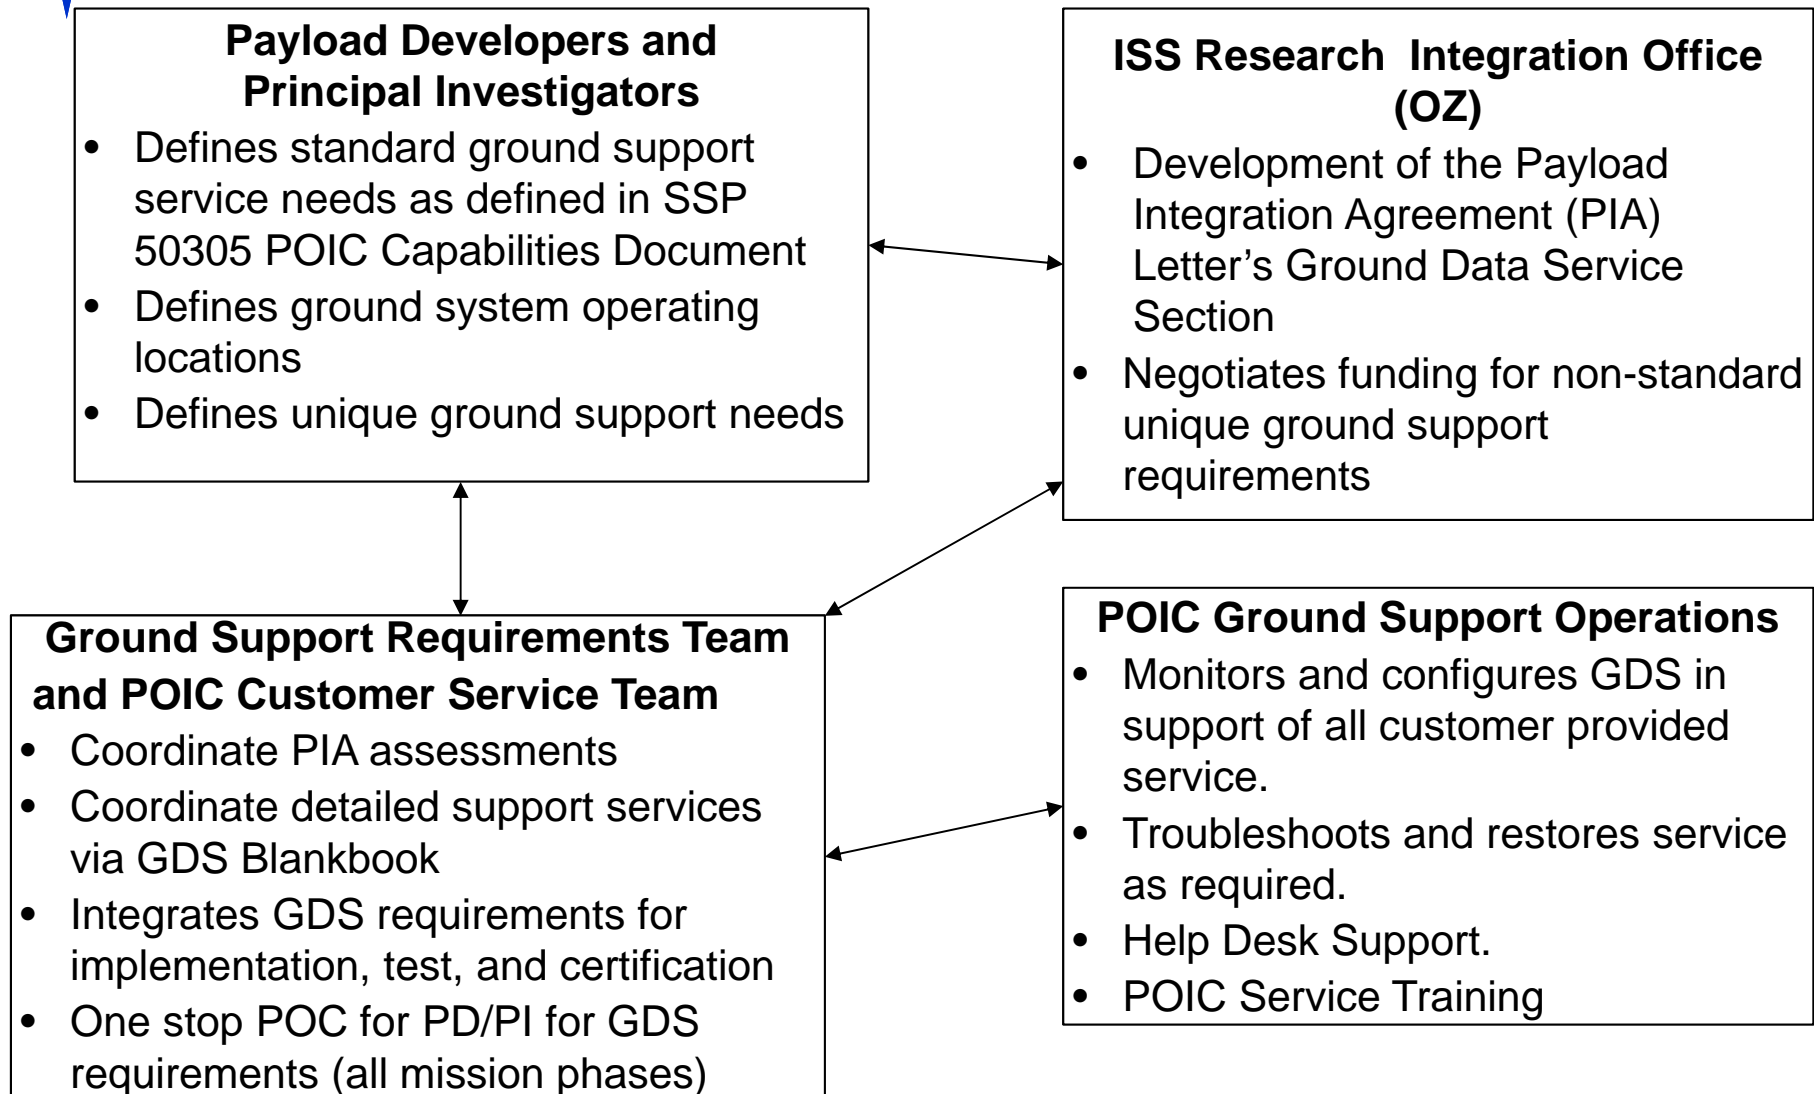 Payload Developers and
Principal Investigators
• Defines standard ground support
service needs as defined in SSP
50305 POIC Capabilities Document
• Defines ground system operating
locations
• Defines unique ground support needs
ISS Research Integration Office
(OZ)
• Development of the Payload
Integration Agreement (PIA)
Letter’s Ground Data Service
Section
• Negotiates funding for non-standard
unique ground support
requirements
Ground Support Requirements Team
and POIC Customer Service Team
• Coordinate PIA assessments
• Coordinate detailed support services
via GDS Blankbook
• Integrates GDS requirements for
implementation, test, and certification
• One stop POC for PD/PI for GDS
requirements (all mission phases)
POIC Ground Support Operations
• Monitors and configures GDS in
support of all customer provided
service.
• Troubleshoots and restores service
as required.
• Help Desk Support.
• POIC Service Training